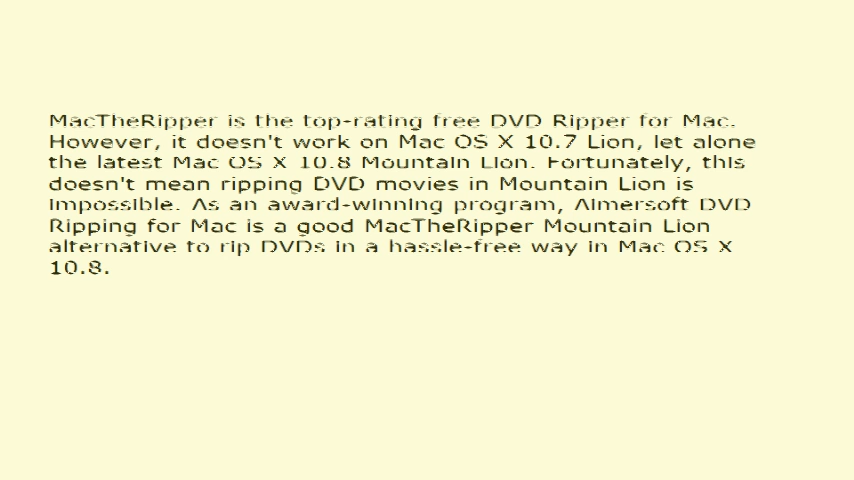 MacTheRipper is the top-rating free DVD Ripper for Mac.
However, it doesn't work on Mac OS X 10.7 Lion, let alone
the latest Mac OS X 10.8 Mountain Lion. Fortunately, this
doesn't mean ripping DVD movies in Mountain Lion is
impossible. As an award-winning program, Aimersoft DVD
Ripping for Mac is a good MacTheRipper Mountain Lion
alternative to rip DVDs in a hassle-free way in Mac OS X
10.8.